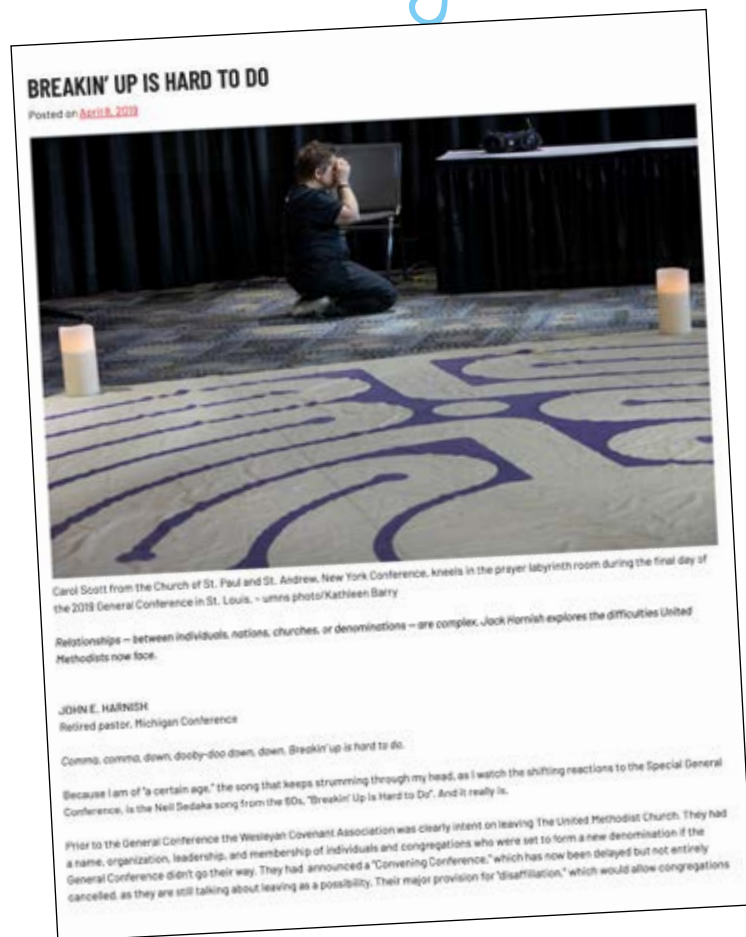 BREAKIN' UP IS HARD TO DO
Posted on April 8, 2019
Carol Scott from the Church of St. Paul and St. Andrew, New York Conference, kneels in the prayer labyrinth room during the final day of
the 2019 General Conference in St. Louis. ~ umns photo/Kathleen Barry
Relationships — between individuals, nations, churches, or denominations — are complex. Jack Harnish explores the difficulties United
Methodists now face.
JOHN E. HARNISH
Retired pastor, Michigan Conference
Comma, comma, down, dooby-doo down, down. Breakin' up is hard to do.
Because I am of "a certain age," the song that keeps strumming through my head, as I watch the shifting reactions to the Special General
Conference, is the Neil Sedaka song from the 60s, "Breakin' Up is Hard to Do". And it really is.
Prior to the General Conference the Wesleyan Covenant Association was clearly intent on leaving The United Methodist Church. They had
a name, organization, leadership, and membership of individuals and congregations who were set to form a new denomination if the
General Conference didn't go their way. They had announced a "Convening Conference," which has now been delayed but not entirely
cancelled, as they are still talking about leaving as a possibility. Their major provision for "disaffiliation," which would allow congregations